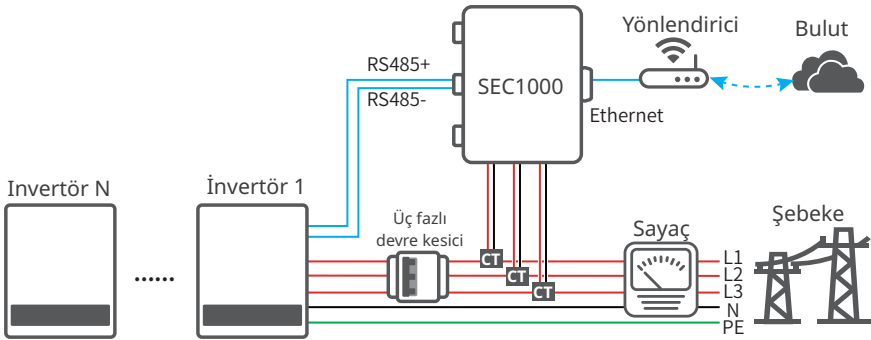 Yönlendirici
Bulut
RS485+
RS485-
SEC1000
Ethernet
Invertör N
İnvertör 1
......
Üç fazlı
devre kesici
Sayaç
Şebeke
CT
CT
CT
L1
L2
L3
N
PE